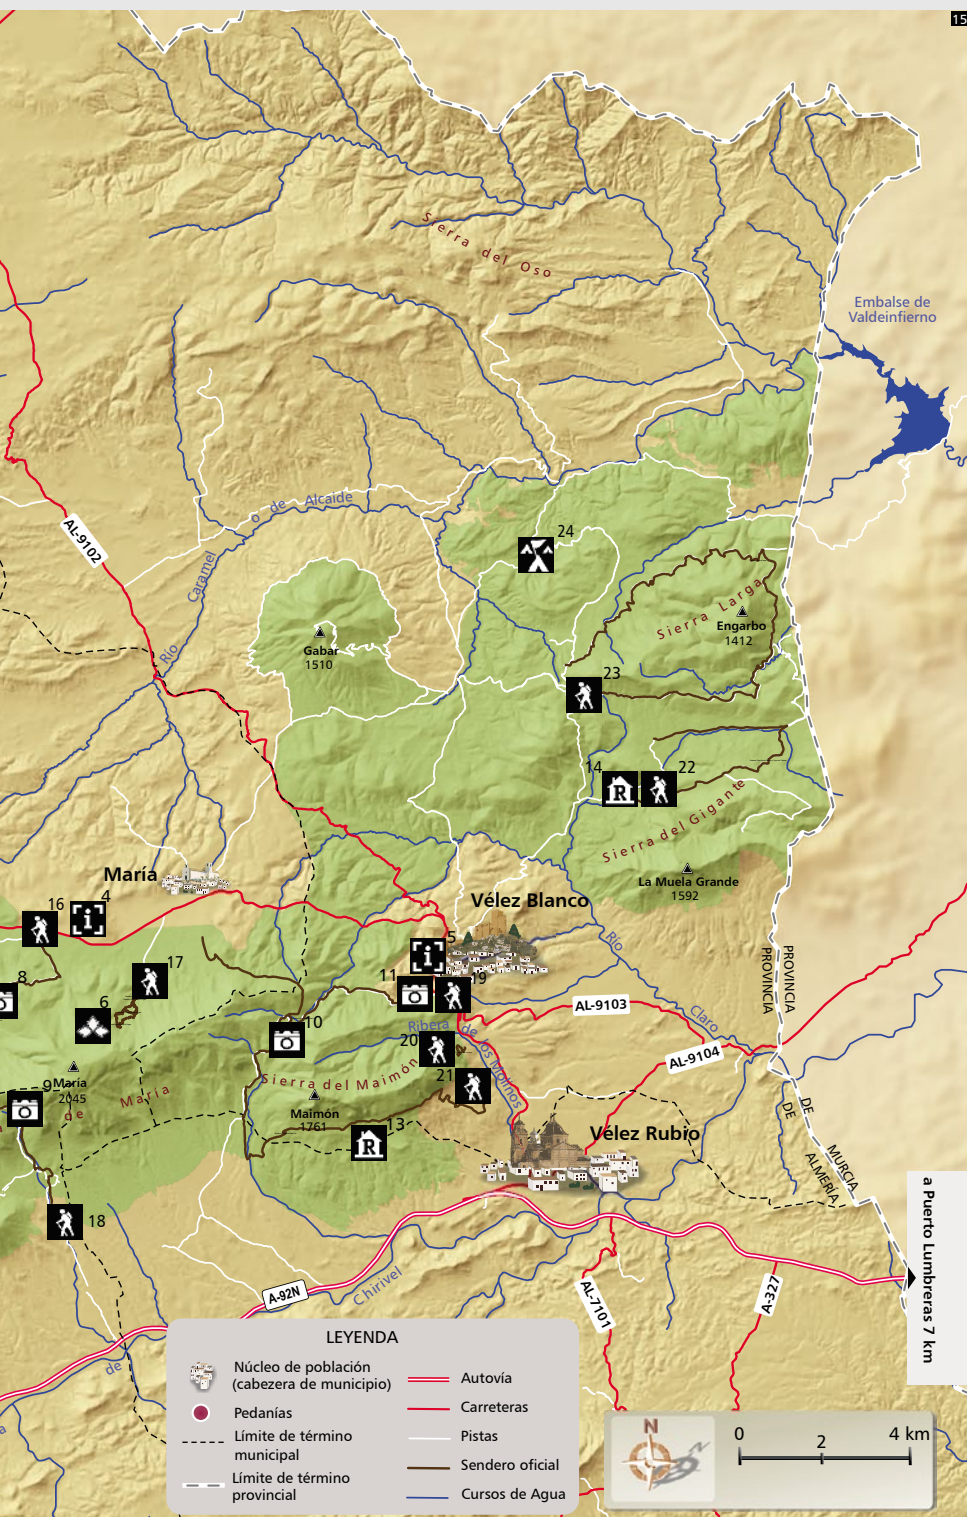 15
Sierra del Oso
Embalse de
Valdeinfierno
o de Alcaide
AL-9102
24
Caramel
Río
Sierra Larga
Engarbo
1412
Gabar
1510
23
14
22
Sierra del Gigante
La Muela Grande
1592
María
4
16
Vélez Blanco
5
Río
PROVINCIA
PROVINCIA
17
8
11
19
6
10
AL-9103
Claro
Ribera de los Molinos
20
AL-9104
María
2045
9
de María
Sierra del Maimón
21
Maimón
1761
13
Vélez Rubio
DE
DE
MURCIA
ALMERÍA
18
a Puerto Lumbreras 7 km
A-92N
Chirivel
AL-7101
A-327
de
a
LEYENDA
Núcleo de población
(cabezera de municipio)
Pedanías
Límite de término
municipal
Límite de término
provincial
Autovía
Carreteras
Pistas
Sendero oficial
Cursos de Agua
N
0
2
4 km